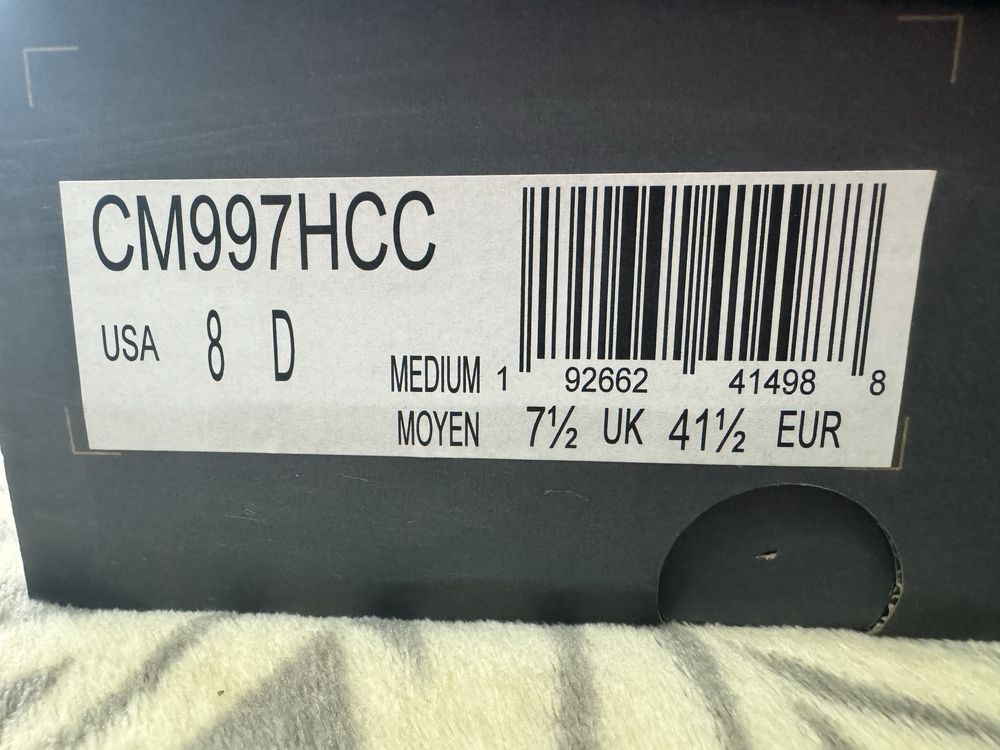 CM997HCC
USA 8 D
MEDIUM 1 92662 41498 8
MOYEN 7½ UK 41½ EUR